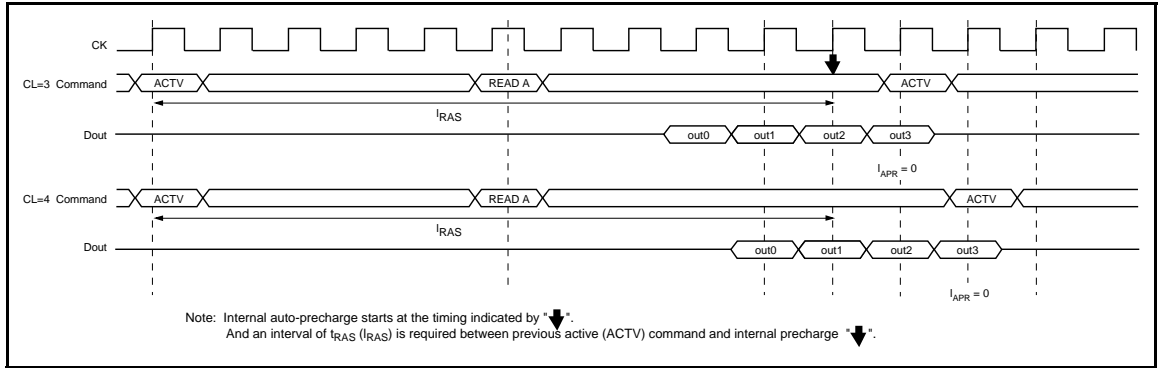 CK
CL=3 Command ACTV READ A ACTV
lRAS
Dout out0 out1 out2 out3
lAPR = 0
CL=4 Command ACTV READ A ACTV
lRAS
Dout out0 out1 out2 out3
lAPR = 0
Note: Internal auto-precharge starts at the timing indicated by " ".
And an interval of tRAS (lRAS) is required between previous active (ACTV) command and internal precharge " ".